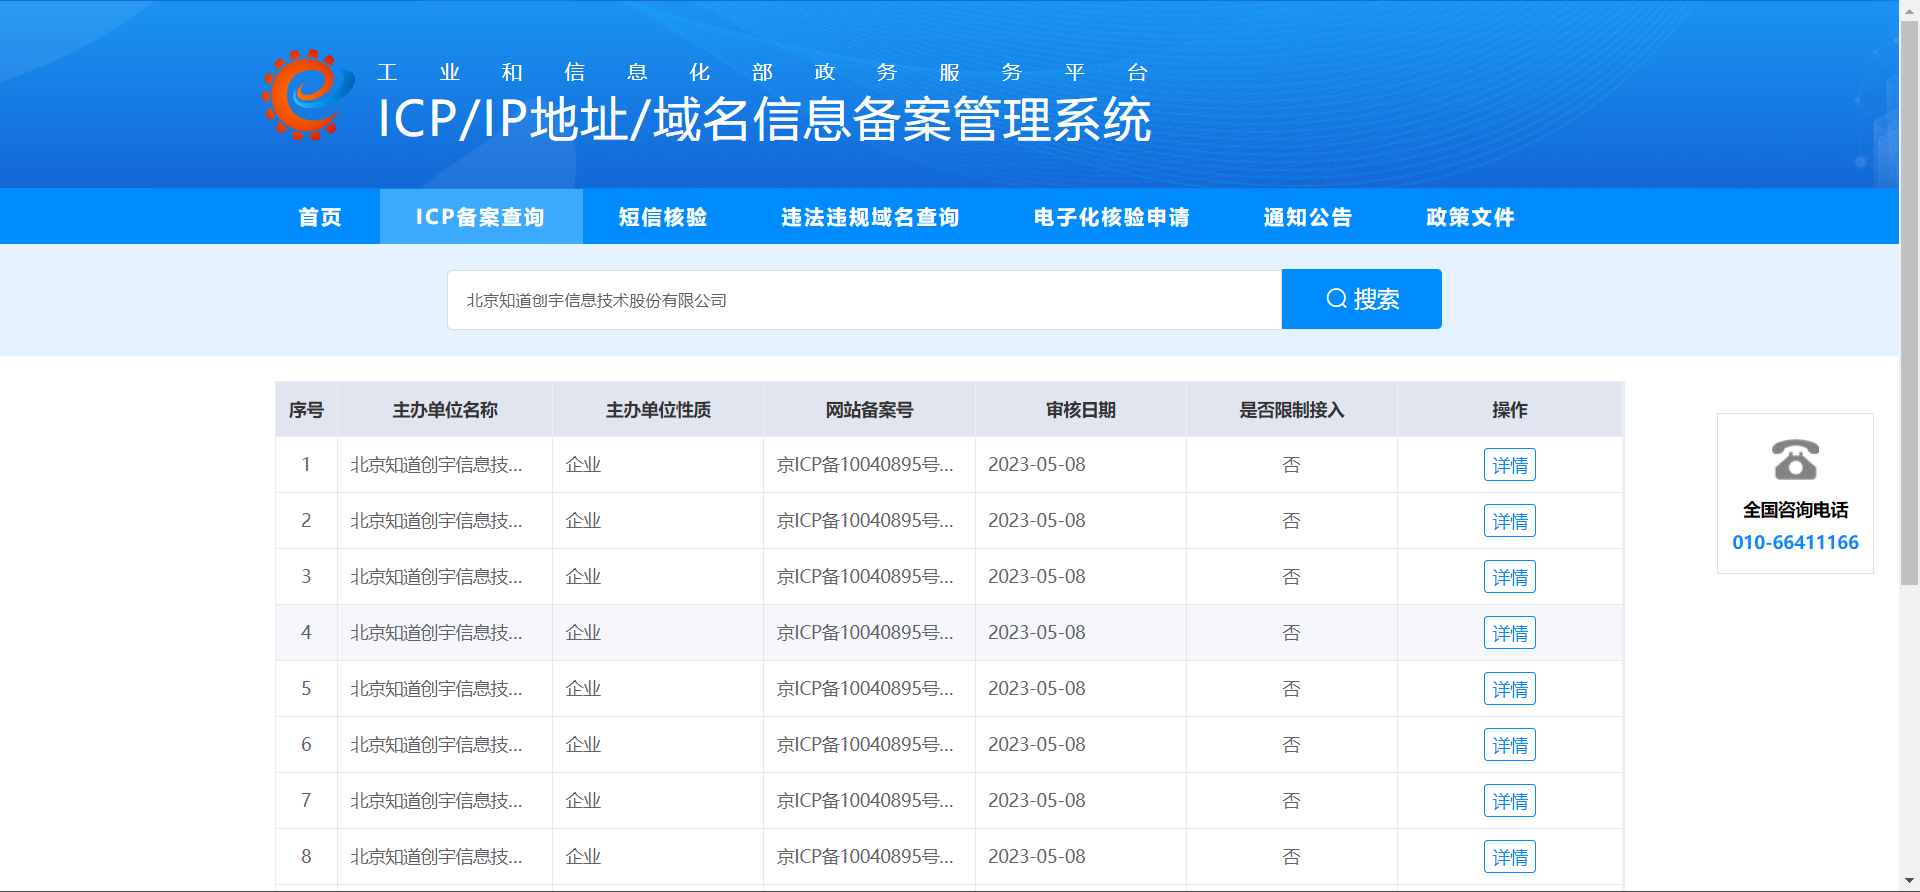 工业和信息化部政务服务平台
ICP/IP地址/域名信息备案管理系统
首页 ICP备案查询 短信核验 违法违规域名查询 电子化核验申请 通知公告 政策文件
北京知道创宇信息技术股份有限公司 搜索
序号 主办单位名称 主办单位性质 网站备案号 审核日期 是否限制接入 操作
1 北京知道创宇信息技... 企业 京ICP备10040895号... 2023-05-08 否 详情
2 北京知道创宇信息技... 企业 京ICP备10040895号... 2023-05-08 否 详情
3 北京知道创宇信息技... 企业 京ICP备10040895号... 2023-05-08 否 详情
4 北京知道创宇信息技... 企业 京ICP备10040895号... 2023-05-08 否 详情
5 北京知道创宇信息技... 企业 京ICP备10040895号... 2023-05-08 否 详情
6 北京知道创宇信息技... 企业 京ICP备10040895号... 2023-05-08 否 详情
7 北京知道创宇信息技... 企业 京ICP备10040895号... 2023-05-08 否 详情
8 北京知道创宇信息技... 企业 京ICP备10040895号... 2023-05-08 否 详情
全国咨询电话
010-66411166